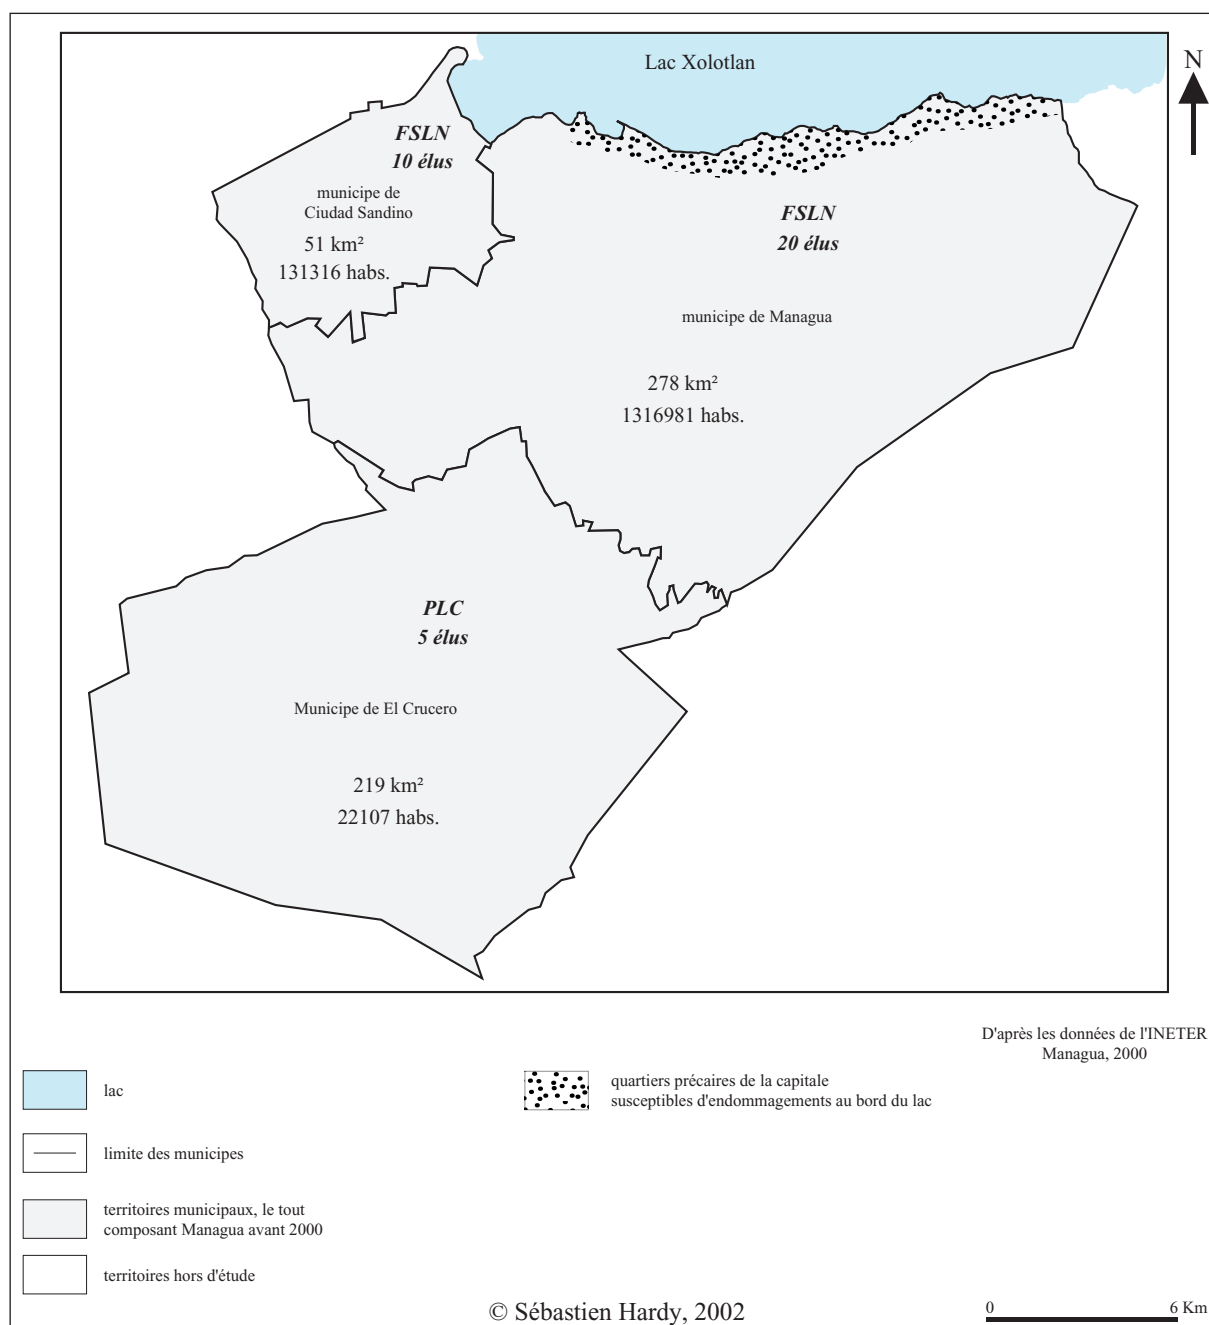 Lac Xolotlan
N
FSLN
10 élus
municipe de
Ciudad Sandino
51 km²
131316 habs.
FSLN
20 élus
municipe de Managua
278 km²
1316981 habs.
PLC
5 élus
Municipe de El Crucero
219 km²
22107 habs.
D'après les données de l'INETER
Managua, 2000
lac
quartiers précaires de la capitale
susceptibles d'endommagements au bord du lac
limite des municipes
territoires municipaux, le tout
composant Managua avant 2000
territoires hors d'étude
© Sébastien Hardy, 2002
0 6 Km